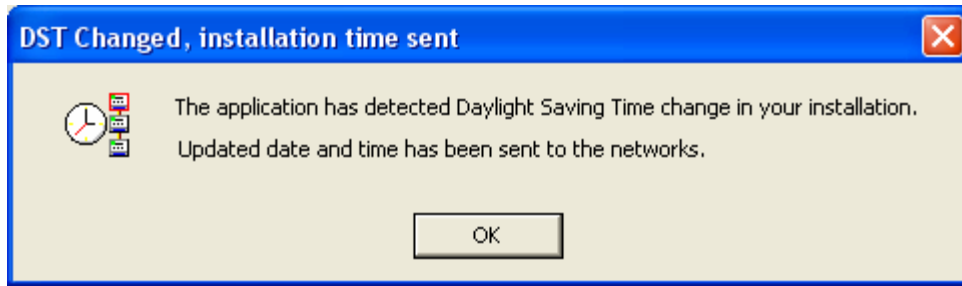 DST Changed, installation time sent
The application has detected Daylight Saving Time change in your installation.
Updated date and time has been sent to the networks.
OK